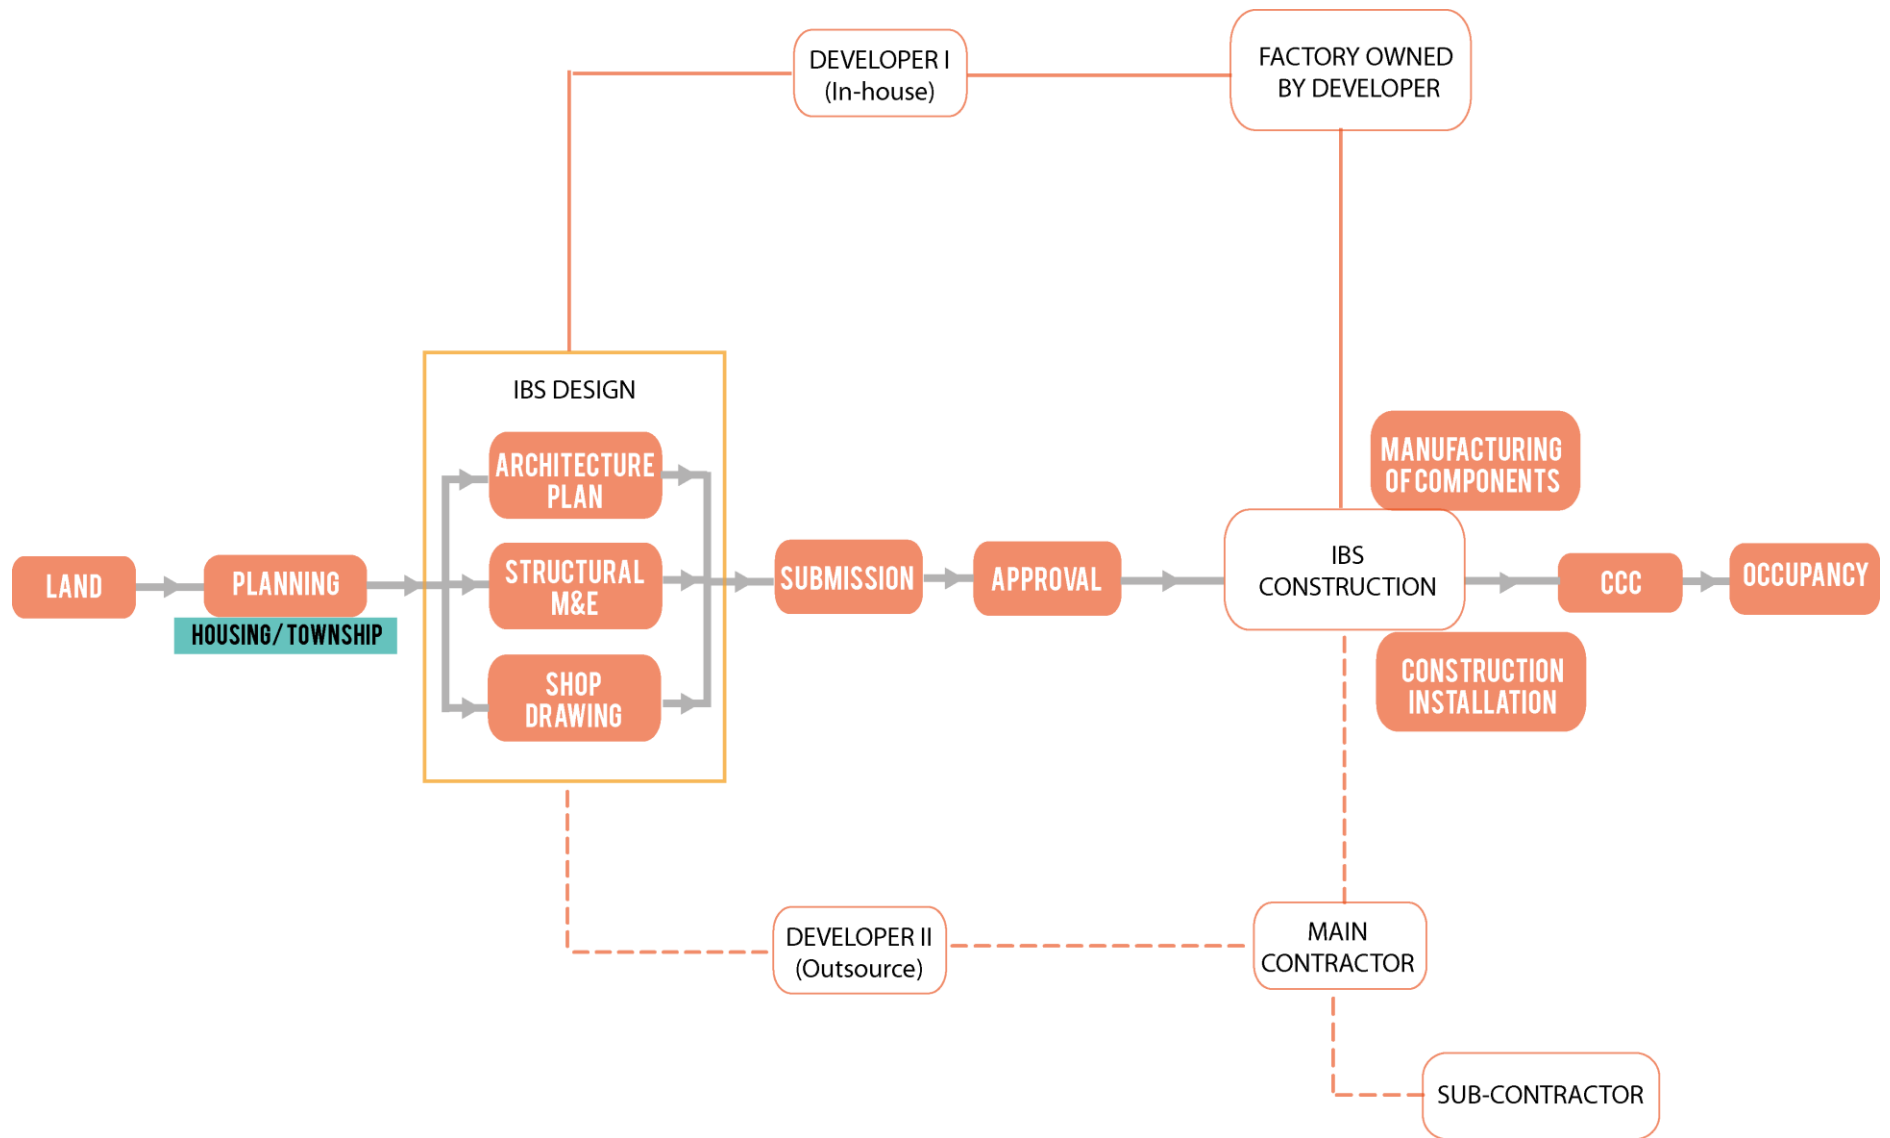 DEVELOPER I
(In-house)
FACTORY OWNED
BY DEVELOPER
IBS DESIGN
ARCHITECTURE
PLAN
STRUCTURAL
M&E
SHOP
DRAWING
LAND
PLANNING
HOUSING/ TOWNSHIP
SUBMISSION
APPROVAL
MANUFACTURING
OF COMPONENTS
IBS
CONSTRUCTION
CONSTRUCTION
INSTALLATION
CCC
OCCUPANCY
DEVELOPER II
(Outsource)
MAIN
CONTRACTOR
SUB-CONTRACTOR